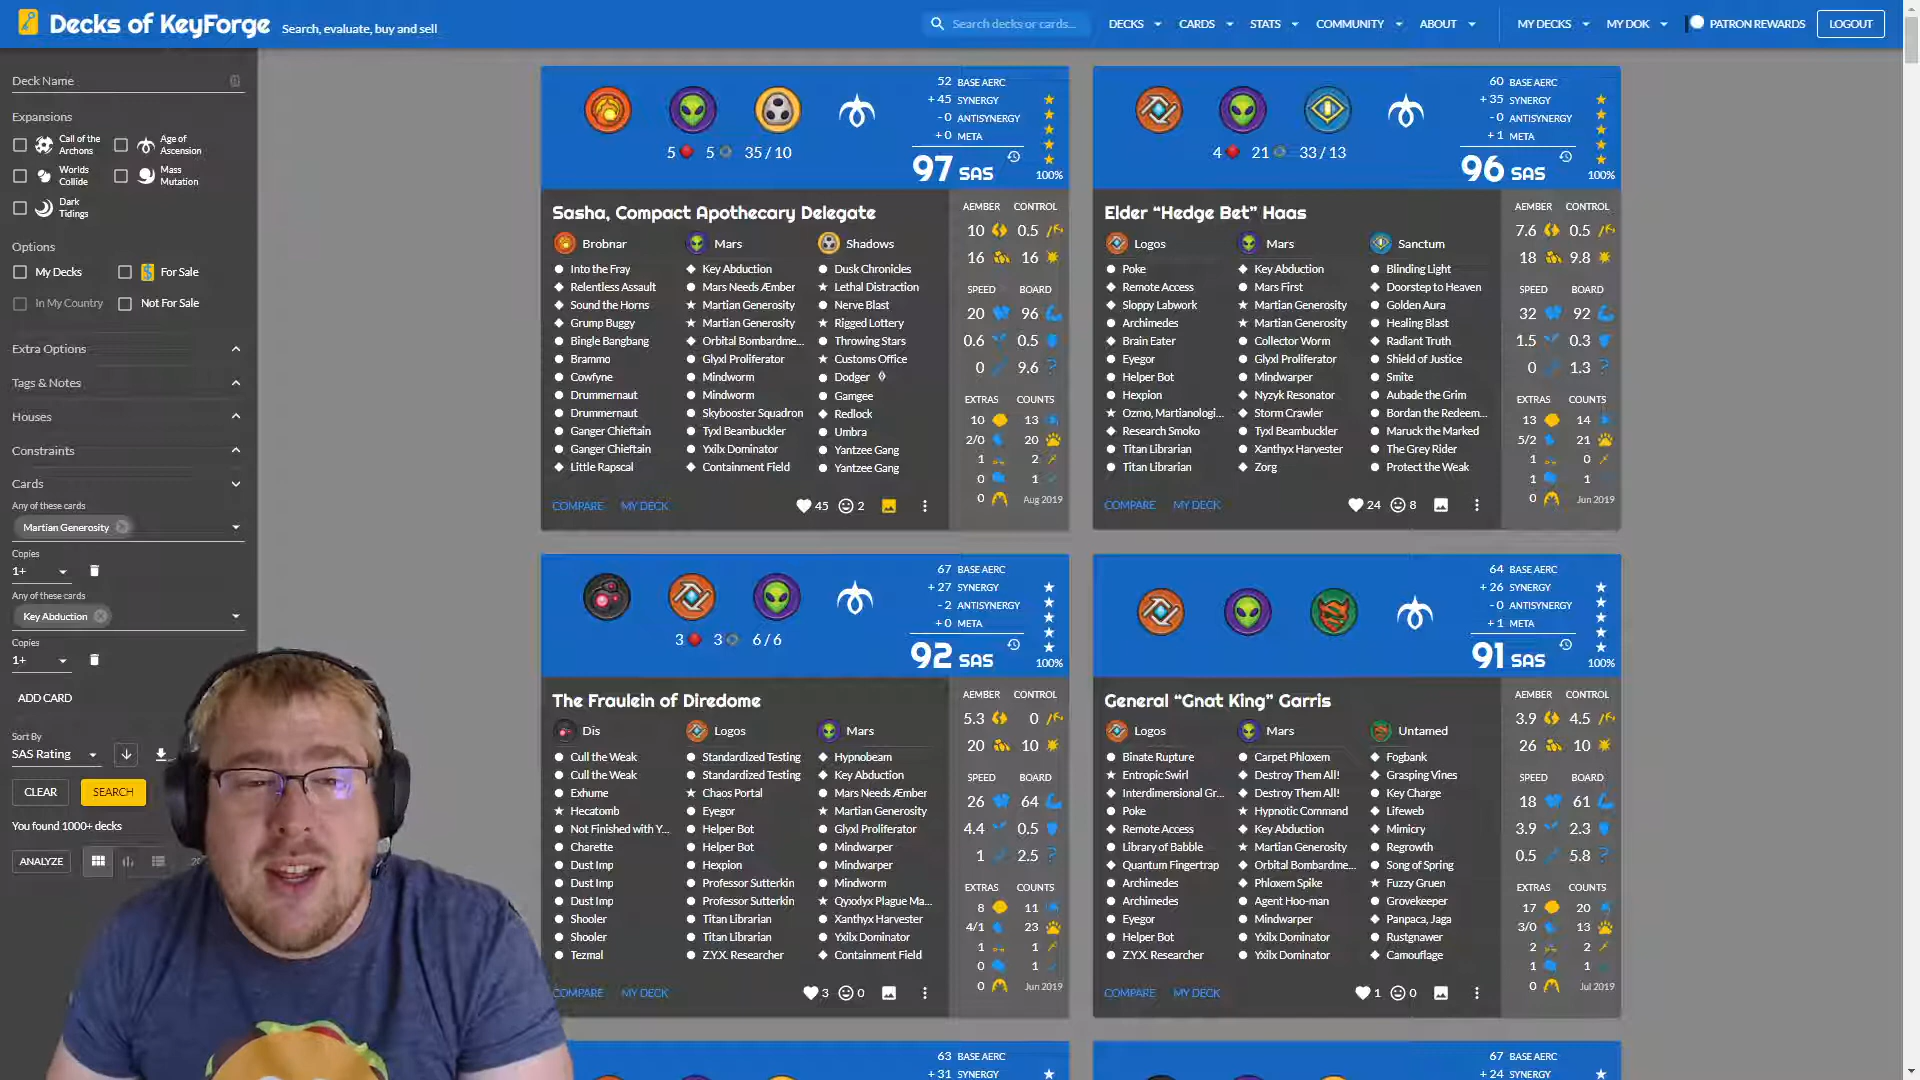 Decks of KeyForge
Search, evaluate, buy and sell
Search decks or cards...
DECKS
CARDS
STATS
COMMUNITY
ABOUT
MY DECKS
MY DOK
PATRON REWARDS
LOGOUT
Deck Name
Expansions
Call of the Archons
Age of Ascension
Worlds Collide
Mass Mutation
Dark Tidings
Options
My Decks
For Sale
In My Country
Not For Sale
Extra Options
Tags & Notes
Houses
Constraints
Cards
Any of these cards
Martian Generosity
Copies
1+
Any of these cards
Key Abduction
Copies
1+
ADD CARD
Sort By
SAS Rating
CLEAR
SEARCH
You found 1000+ decks
ANALYZE
5 5 35 / 10
52 BASE AERC
+ 45 SYNERGY
- 0 ANTISYNERGY
+ 0 META
97 SAS
100%
Sasha, Compact Apothecary Delegate
Brobnar
Into the Fray
Relentless Assault
Sound the Horns
Grump Buggy
Bingle Bangbang
Brammo
Cowfyne
Drummernaut
Drummernaut
Ganger Chieftain
Ganger Chieftain
Little Rapscal
Mars
Key Abduction
Mars Needs Æmber
Martian Generosity
Martian Generosity
Orbital Bombardme...
Glyxl Proliferator
Mindworm
Mindworm
Skybooster Squadron
Tyxl Beambuckler
Yxilx Dominator
Containment Field
Shadows
Dusk Chronicles
Lethal Distraction
Nerve Blast
Rigged Lottery
Throwing Stars
Customs Office
Dodger
Gamgee
Redlock
Umbra
Yantzee Gang
Yantzee Gang
COMPARE
MY DECK
45
2
AEMBER CONTROL
10 0.5
16 16
SPEED BOARD
20 96
0.6 0.5
0 9.6
EXTRAS COUNTS
10 13
2/0 20
1 2
0 1
0 Aug 2019
4 21 33 / 13
60 BASE AERC
+ 35 SYNERGY
- 0 ANTISYNERGY
+ 1 META
96 SAS
100%
Elder “Hedge Bet” Haas
Logos
Poke
Remote Access
Sloppy Labwork
Archimedes
Brain Eater
Eyegor
Helper Bot
Hexpion
Ozmo, Martianologi...
Research Smoko
Titan Librarian
Titan Librarian
Mars
Key Abduction
Mars First
Martian Generosity
Martian Generosity
Collector Worm
Glyxl Proliferator
Mindwarper
Nyzyk Resonator
Storm Crawler
Tyxl Beambuckler
Xanthyx Harvester
Zorg
Sanctum
Blinding Light
Doorstep to Heaven
Golden Aura
Healing Blast
Radiant Truth
Shield of Justice
Smite
Aubade the Grim
Bordan the Redeem...
Maruck the Marked
The Grey Rider
Protect the Weak
COMPARE
MY DECK
24
8
AEMBER CONTROL
7.6 0.5
18 9.8
SPEED BOARD
32 92
1.5 0.3
0 1.3
EXTRAS COUNTS
13 14
5/2 21
1 0
1 1
0 Jun 2019
3 3 6 / 6
67 BASE AERC
+ 27 SYNERGY
- 2 ANTISYNERGY
+ 0 META
92 SAS
100%
The Fraulein of Diredome
Dis
Cull the Weak
Cull the Weak
Exhume
Hecatomb
Not Finished with Y...
Charette
Dust Imp
Dust Imp
Dust Imp
Shooler
Shooler
Tezmal
Logos
Standardized Testing
Standardized Testing
Chaos Portal
Eyegor
Helper Bot
Helper Bot
Hexpion
Professor Sutterkin
Professor Sutterkin
Titan Librarian
Titan Librarian
Z.Y.X. Researcher
Mars
Hypnobeam
Key Abduction
Mars Needs Æmber
Martian Generosity
Glyxl Proliferator
Mindwarper
Mindwarper
Mindworm
Qyxxlyx Plague Ma...
Xanthyx Harvester
Yxilx Dominator
Containment Field
COMPARE
MY DECK
3
0
AEMBER CONTROL
5.3 0
20 10
SPEED BOARD
26 64
4.4 0.5
1 2.5
EXTRAS COUNTS
8 11
4/1 23
1 1
0 1
0 Jun 2019
64 BASE AERC
+ 26 SYNERGY
- 0 ANTISYNERGY
+ 1 META
91 SAS
100%
General “Gnat King” Garris
Logos
Binate Rupture
Entropic Swirl
Interdimensional Gr...
Poke
Remote Access
Library of Babble
Quantum Fingertrap
Archimedes
Archimedes
Eyegor
Helper Bot
Z.Y.X. Researcher
Mars
Carpet Phloxem
Destroy Them All!
Destroy Them All!
Hypnotic Command
Key Abduction
Martian Generosity
Orbital Bombardme...
Phloxem Spike
Agent Hoo-man
Mindwarper
Yxilx Dominator
Yxilx Dominator
Untamed
Fogbank
Grasping Vines
Key Charge
Lifeweb
Mimicry
Regrowth
Song of Spring
Fuzzy Gruen
Grovekeeper
Panpaca, Jaga
Rustgnawer
Camouflage
COMPARE
MY DECK
1
0
AEMBER CONTROL
3.9 4.5
26 10
SPEED BOARD
18 61
3.9 2.3
0.5 5.8
EXTRAS COUNTS
17 20
3/0 13
2 2
1 1
0 Jul 2019
63 BASE AERC
+ 31 SYNERGY
67 BASE AERC
+ 24 SYNERGY